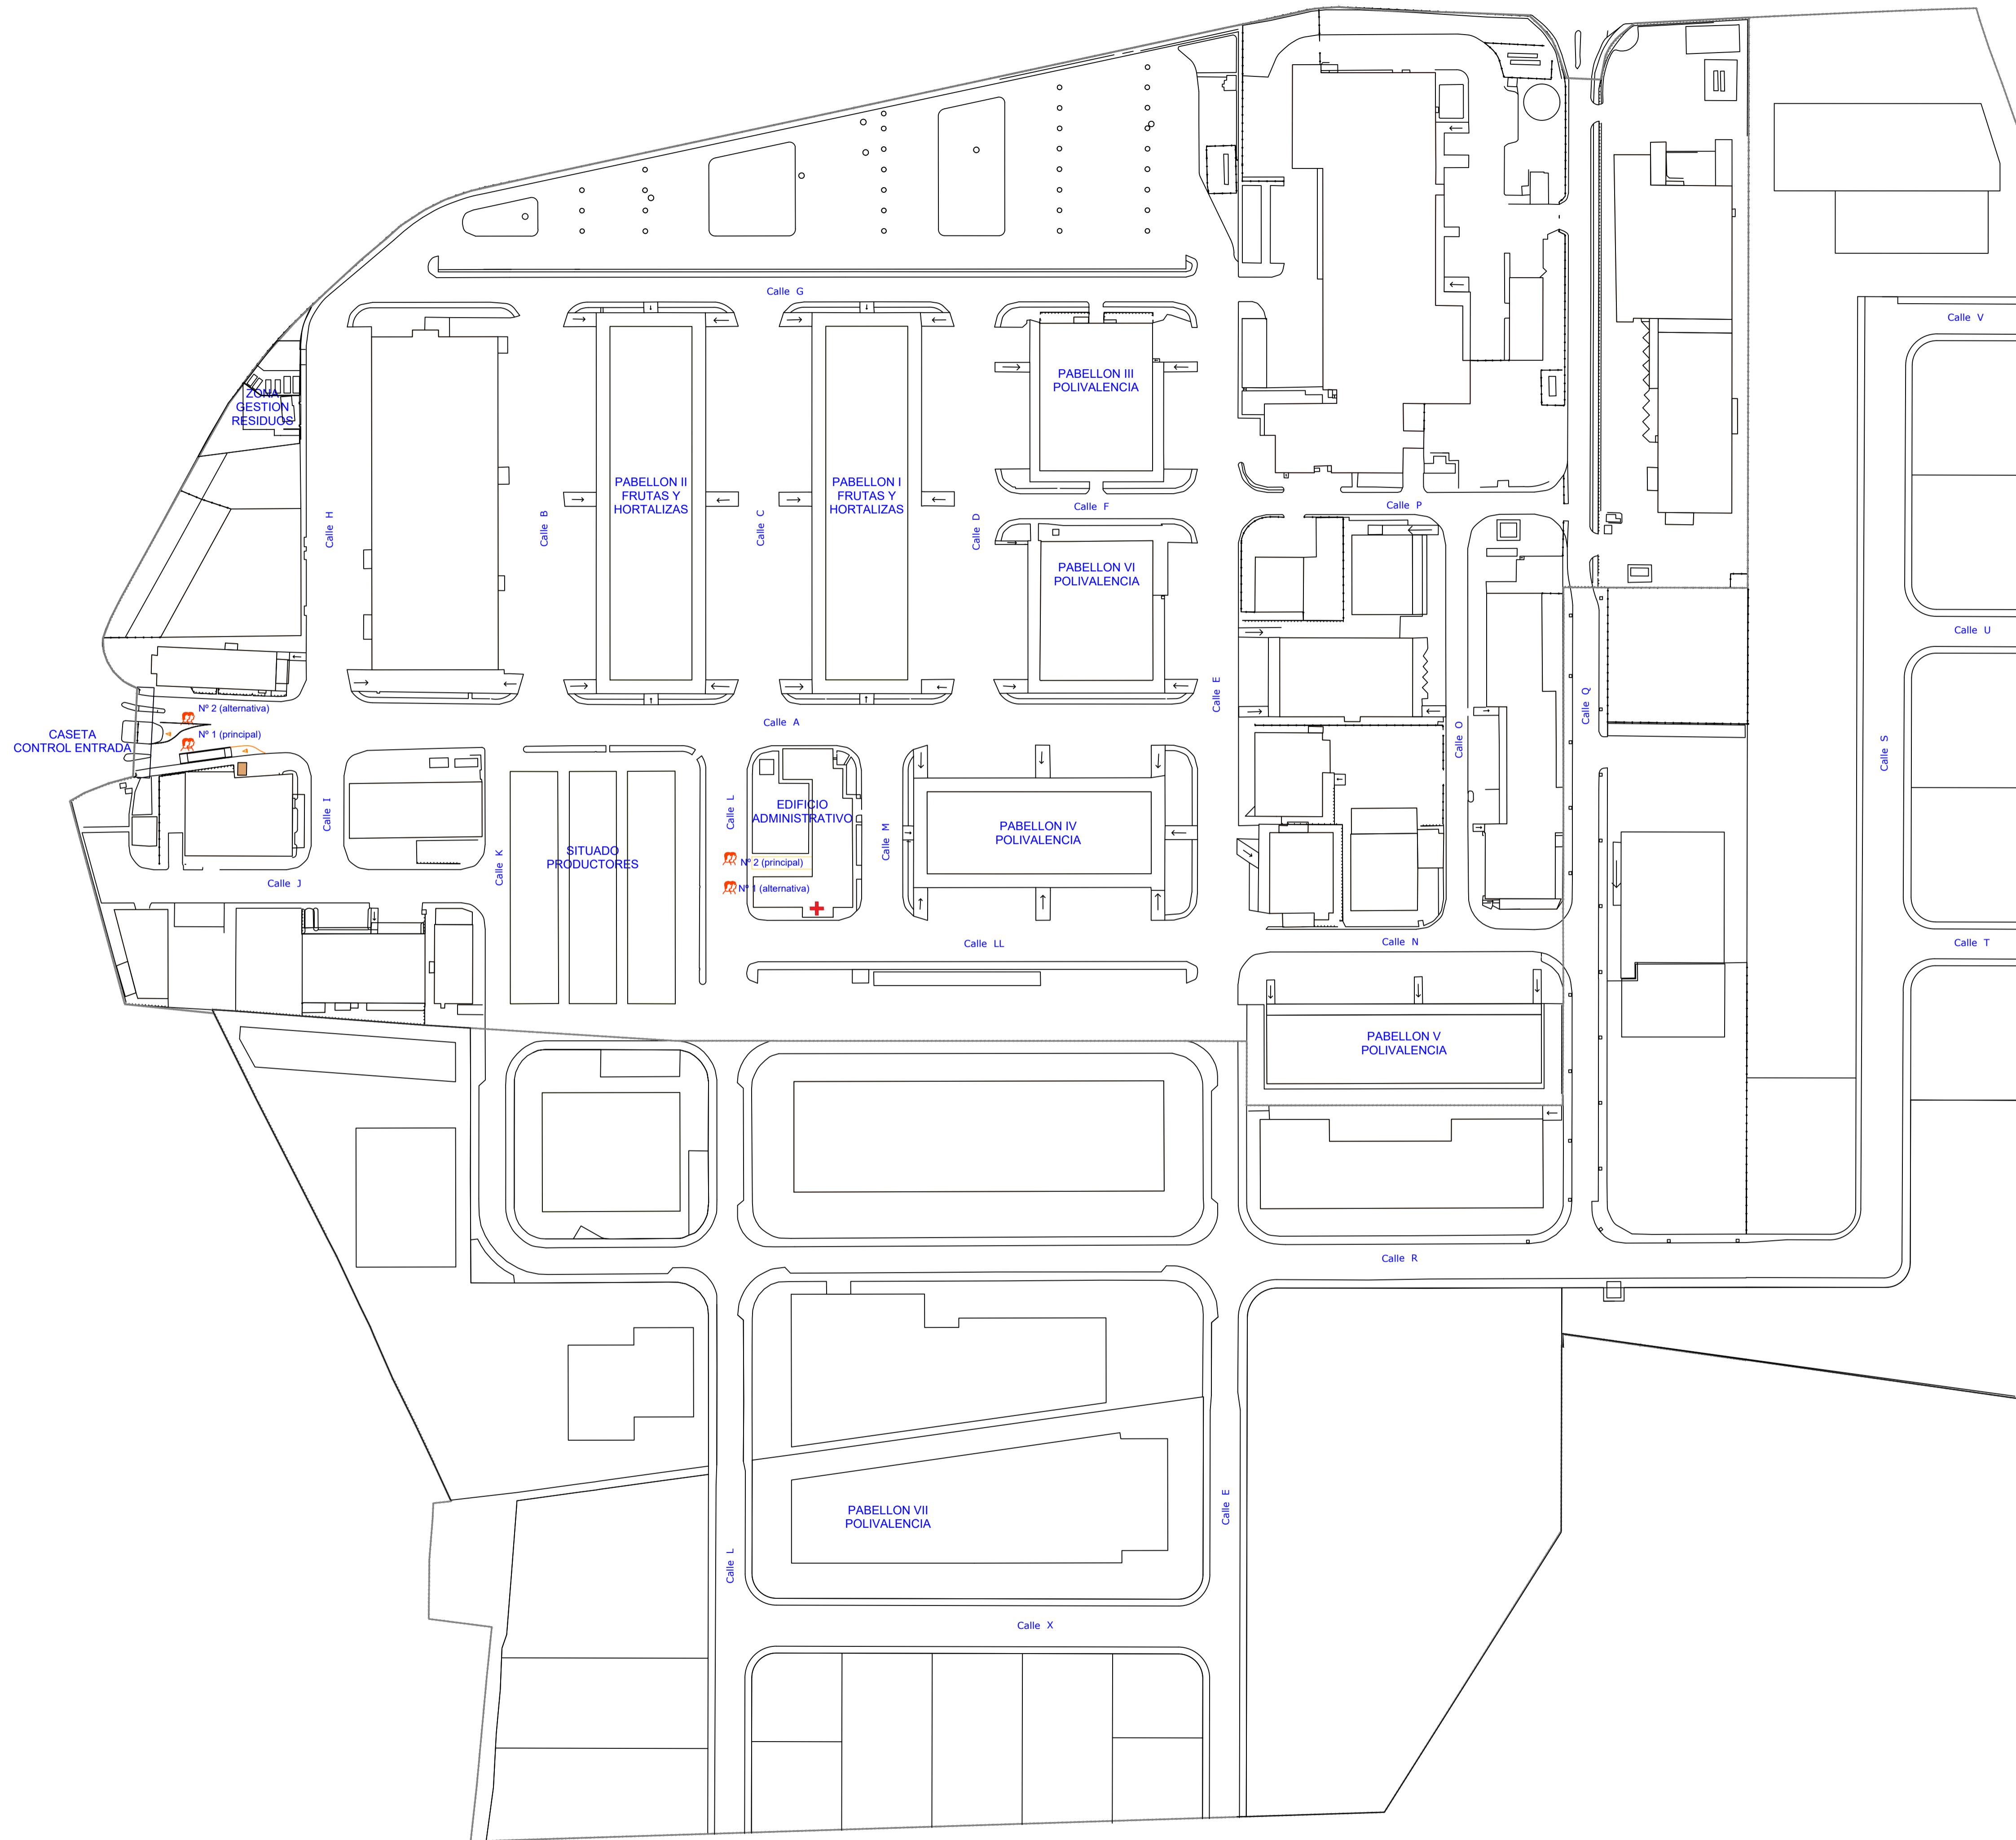 Calle G
Calle V
PABELLON III
POLIVALENCIA
ZONA
GESTION
RESIDUOS
PABELLON II
FRUTAS Y
HORTALIZAS
PABELLON I
FRUTAS Y
HORTALIZAS
Calle F
Calle P
Calle H
Calle B
Calle C
Calle D
PABELLON VI
POLIVALENCIA
Calle U
Calle E
Calle Q
Nº 2 (alternativa)
Calle A
Nº 1 (principal)
CASETA
CONTROL ENTRADA
Calle O
Calle S
Calle I
Calle L
EDIFICIO
ADMINISTRATIVO
PABELLON IV
POLIVALENCIA
Calle M
SITUADO
PRODUCTORES
Calle K
Nº 2 (principal)
Calle J
Nº 1 (alternativa)
Calle LL
Calle N
Calle T
PABELLON V
POLIVALENCIA
Calle R
PABELLON VII
POLIVALENCIA
Calle E
Calle L
Calle X